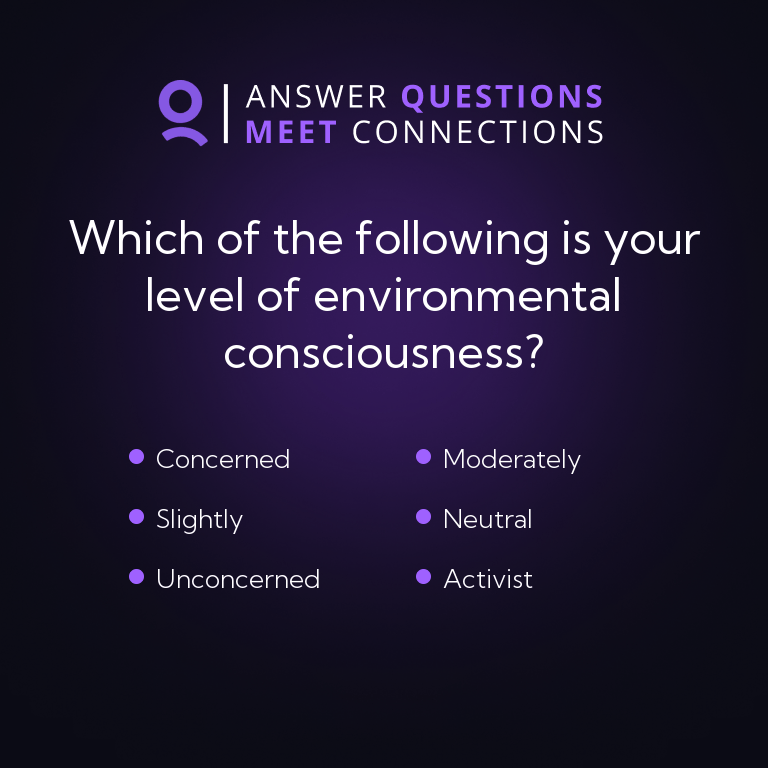 ANSWER QUESTIONS
MEET CONNECTIONS
Which of the following is your
level of environmental
consciousness?
Concerned
Moderately
Slightly
Neutral
Unconcerned
Activist